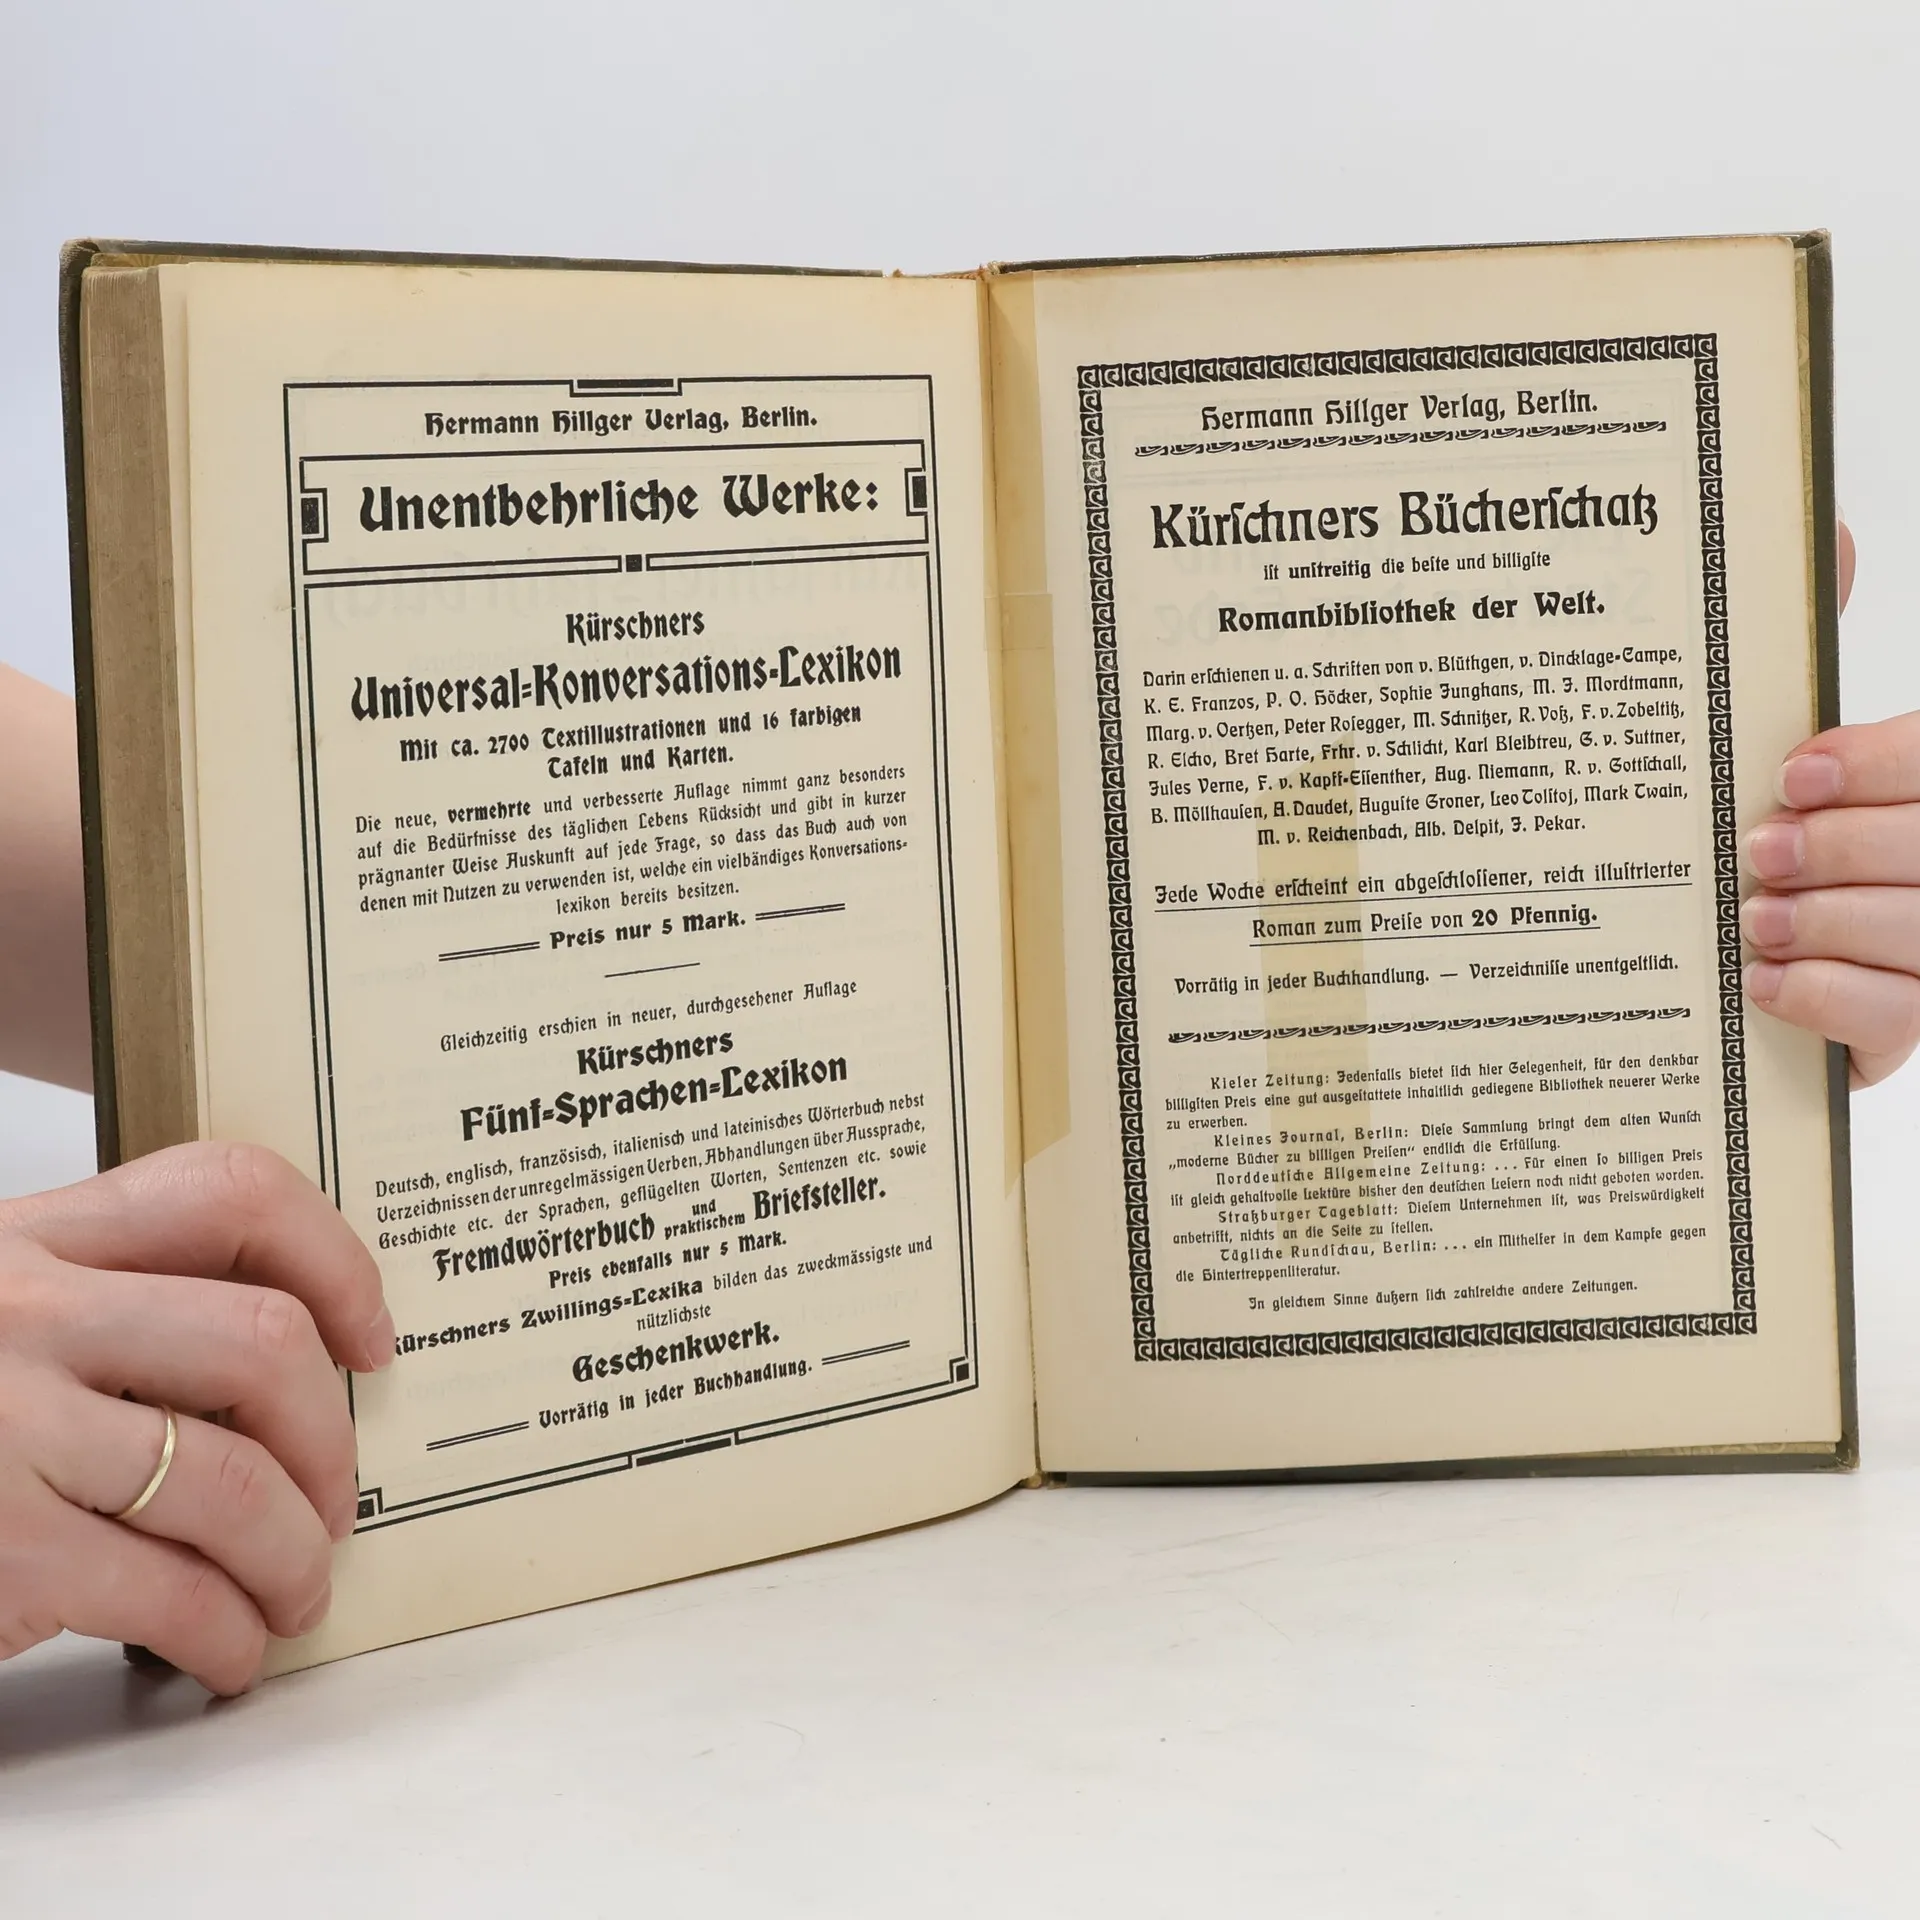 Hermann Hillger Verlag, Berlin.
Unentbehrliche Werke:
Kürschners
Universal-Konversations-Lexikon
Mit ca. 2700 Textillustrationen und 16 farbigen
Tafeln und Karten.
Die neue, vermehrte und verbesserte Auflage nimmt ganz besonders
auf die Bedürfnisse des täglichen Lebens Rücksicht und gibt in kurzer
prägnanter Weise Auskunft auf jede Frage, so dass das Buch auch von
denen mit Nutzen zu verwenden ist, welche ein vielbändiges Konversations-
lexikon bereits besitzen.
Preis nur 5 Mark.
Gleichzeitig erschien in neuer, durchgesehener Auflage
Kürschners
Fünf-Sprachen-Lexikon
Deutsch, englisch, französisch, italienisch und lateinisches Wörterbuch nebst
Verzeichnissen der unregelmässigen Verben, Abhandlungen über Aussprache,
Geschichte etc. der Sprachen, geflügelten Worten, Sentenzen etc. sowie
Fremdwörterbuch und praktischem Briefsteller.
Preis ebenfalls nur 5 Mark.
Kürschners Zwillings-Lexika bilden das zweckmässigste und
nützlichste
Geschenkwerk.
Vorrätig in jeder Buchhandlung.
Hermann Hillger Verlag, Berlin.
Kürſchners Bücherſchatz
iſt unſtreitig die beſte und billigſte
Romanbibliothek der Welt.
Darin erſchienen u. a. Schriften von v. Blüthgen, v. Dincklage-Campe,
K. E. Franzos, P. O. Höcker, Sophie Junghans, M. J. Mordtmann,
Marg. v. Oertzen, Peter Roſegger, M. Schnitzer, R. Voß, F. v. Zobeltitz,
R. Elcho, Bret Harte, Frhr. v. Schlicht, Karl Bleibtreu, G. v. Suttner,
Jules Verne, F. v. Kapff-Eſſenther, Aug. Niemann, R. v. Gottſchall,
B. Möllhauſen, A. Daudet, Auguſte Groner, Leo Tolſtoj, Mark Twain,
M. v. Reichenbach, Alb. Delpit, J. Pekar.
Jede Woche erſcheint ein abgeſchloſſener, reich illuſtrierter
Roman zum Preiſe von 20 Pfennig.
Vorrätig in jeder Buchhandlung. — Verzeichniſſe unentgeltlich.
Kieler Zeitung: Jedenfalls bietet ſich hier Gelegenheit, für den denkbar
billigſten Preis eine gut ausgeſtattete inhaltlich gediegene Bibliothek neuerer Werke
zu erwerben.
Kleines Journal, Berlin: Dieſe Sammlung bringt dem alten Wunſch
„moderne Bücher zu billigen Preiſen“ endlich die Erfüllung.
Norddeutſche Allgemeine Zeitung: ... Für einen ſo billigen Preis
iſt gleich gehaltvolle Lektüre bisher den deutſchen Leſern noch nicht geboten worden.
Straßburger Tageblatt: Dieſem Unternehmen iſt, was Preiswürdigkeit
anbetrifft, nichts an die Seite zu ſtellen.
Tägliche Rundſchau, Berlin: ... ein Mithelfer in dem Kampfe gegen
die Hintertreppenliteratur.
In gleichem Sinne äußern ſich zahlreiche andere Zeitungen.